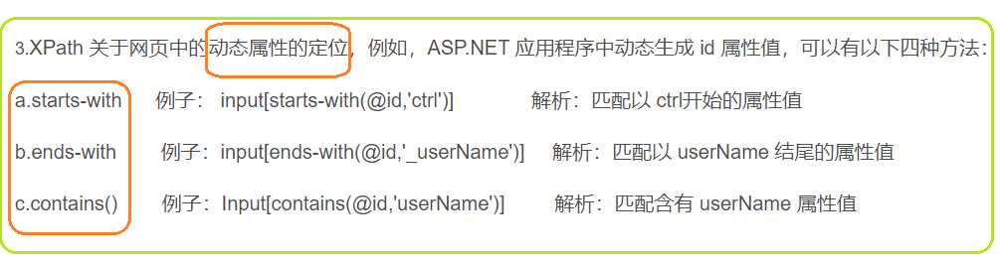 3.XPath 关于网页中的动态属性的定位，例如，ASP.NET 应用程序中动态生成 id 属性值，可以有以下四种方法：
a.starts-with 例子： input[starts-with(@id,'ctrl')] 解析：匹配以 ctrl开始的属性值
b.ends-with 例子：input[ends-with(@id,'_userName')] 解析：匹配以 userName 结尾的属性值
c.contains() 例子：Input[contains(@id,'userName')] 解析：匹配含有 userName 属性值